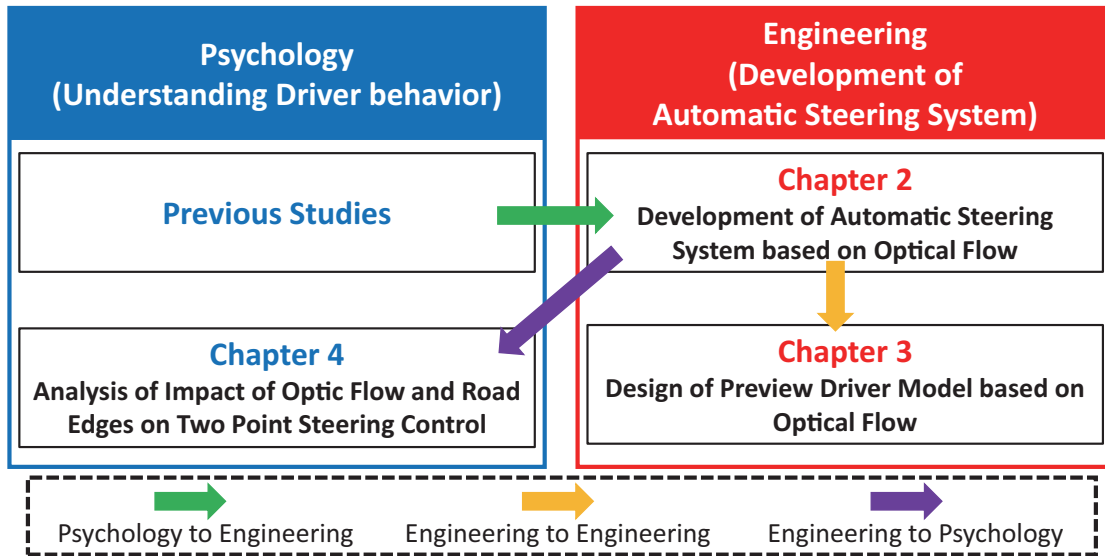 Psychology
(Understanding Driver behavior)
Previous Studies
Chapter 4
Analysis of Impact of Optic Flow and Road
Edges on Two Point Steering Control
Engineering
(Development of
Automatic Steering System)
Chapter 2
Development of Automatic Steering
System based on Optical Flow
Chapter 3
Design of Preview Driver Model based on
Optical Flow
Psychology to Engineering
Engineering to Engineering
Engineering to Psychology